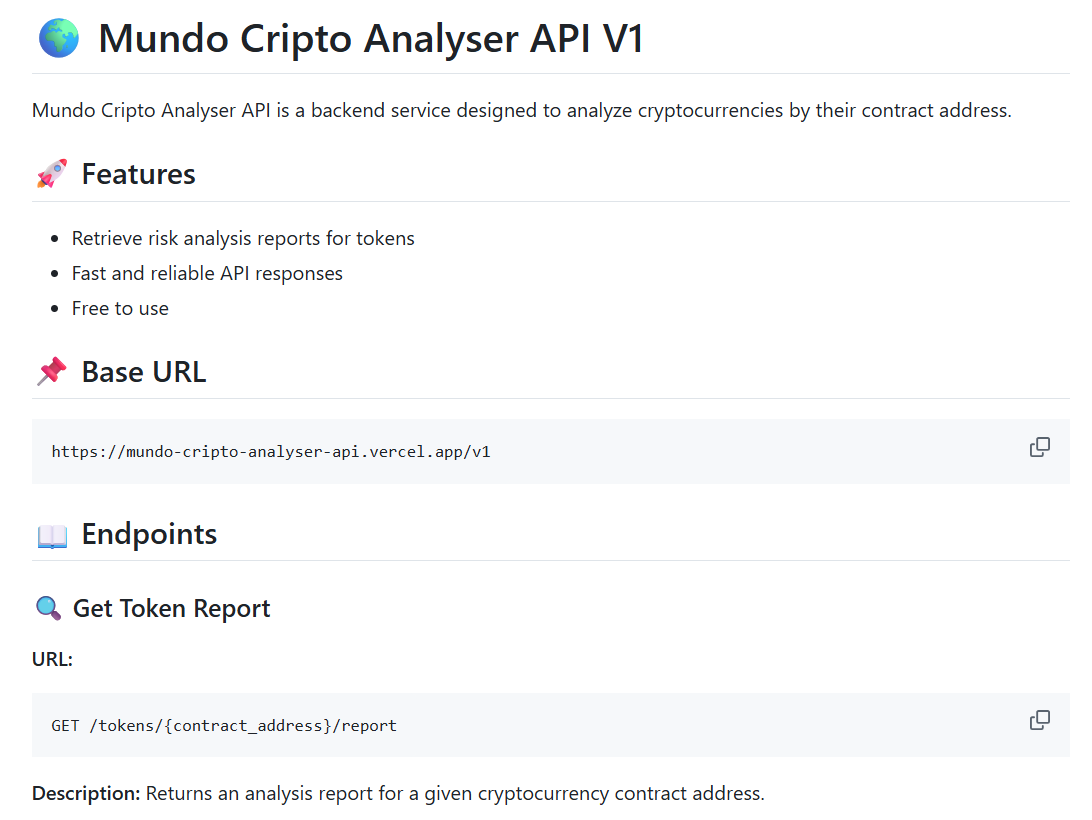 Mundo Cripto Analyser API V1
Mundo Cripto Analyser API is a backend service designed to analyze cryptocurrencies by their contract address.
Features
Retrieve risk analysis reports for tokens
Fast and reliable API responses
Free to use
Base URL
https://mundo-cripto-analyser-api.vercel.app/v1
Endpoints
Get Token Report
URL:
GET /tokens/{contract_address}/report
Description: Returns an analysis report for a given cryptocurrency contract address.